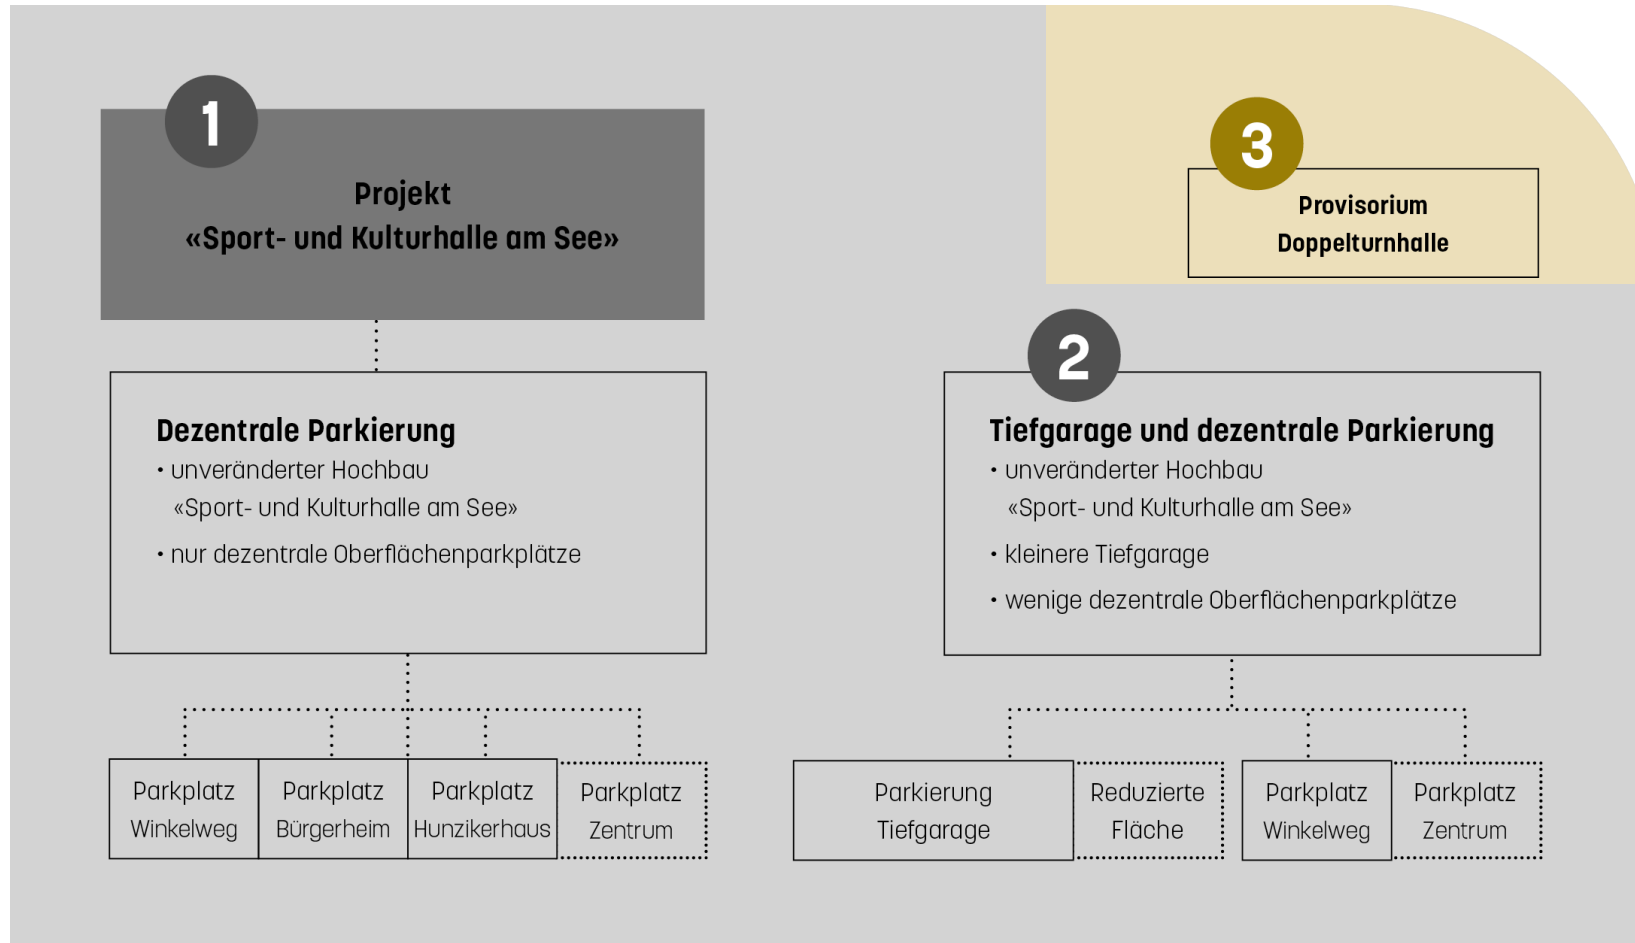 1
Projekt
«Sport- und Kulturhalle am See»
Dezentrale Parkierung
• unveränderter Hochbau
«Sport- und Kulturhalle am See»
• nur dezentrale Oberflächenparkplätze
Parkplatz
Winkelweg
Parkplatz
Bürgerheim
Parkplatz
Hunzikerhaus
Parkplatz
Zentrum
3
Provisorium
Doppelturnhalle
2
Tiefgarage und dezentrale Parkierung
• unveränderter Hochbau
«Sport- und Kulturhalle am See»
• kleinere Tiefgarage
• wenige dezentrale Oberflächenparkplätze
Parkierung
Tiefgarage
Reduzierte
Fläche
Parkplatz
Winkelweg
Parkplatz
Zentrum